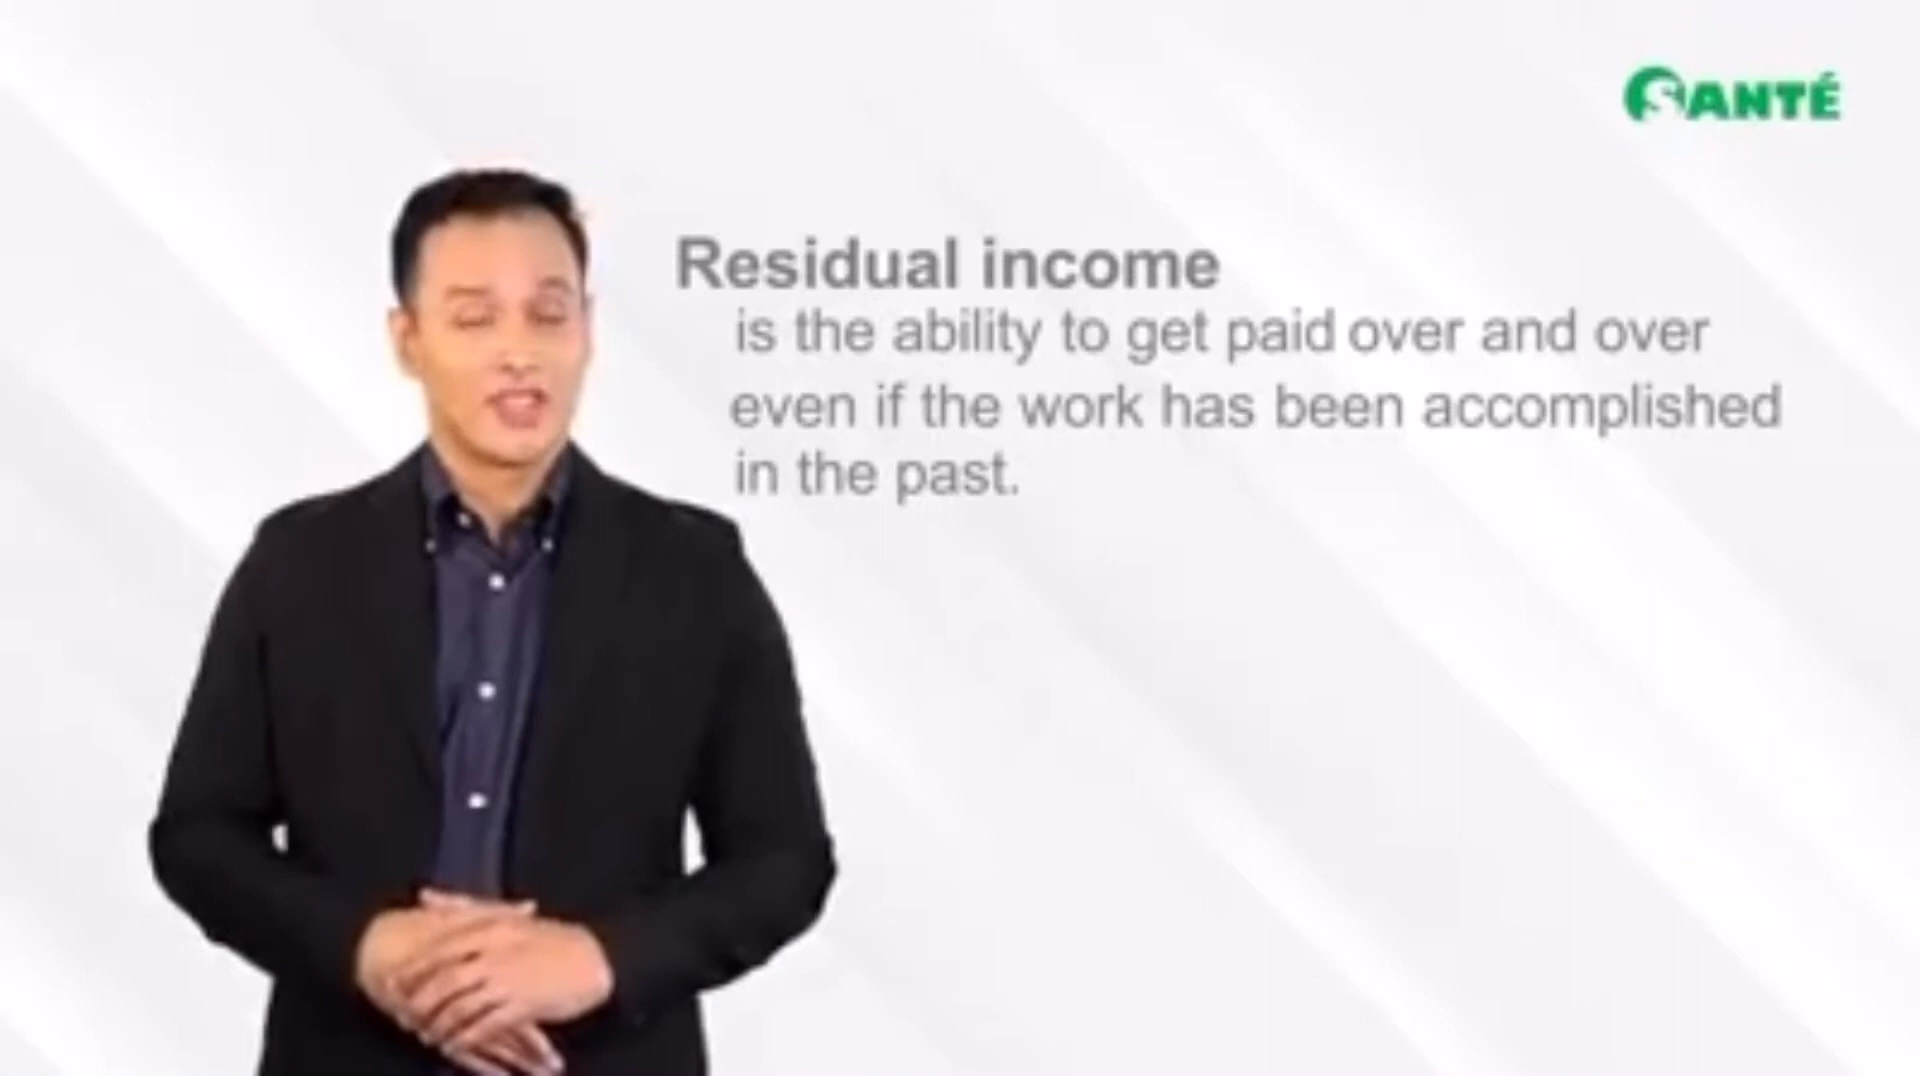 SANTÉ
Residual income
is the ability to get paid over and over
even if the work has been accomplished
in the past.